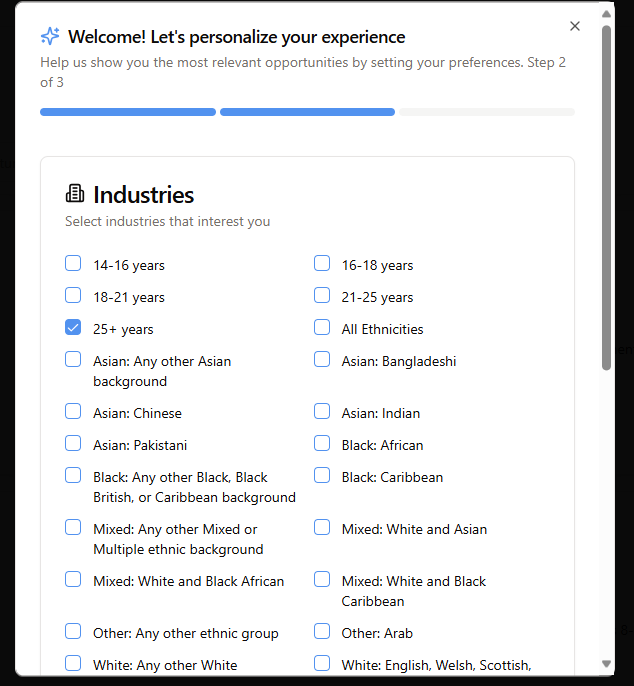 Welcome! Let's personalize your experience
Help us show you the most relevant opportunities by setting your preferences. Step 2
of 3
Industries
Select industries that interest you
14-16 years
16-18 years
18-21 years
21-25 years
25+ years
All Ethnicities
Asian: Any other Asian
background
Asian: Bangladeshi
Asian: Chinese
Asian: Indian
Asian: Pakistani
Black: African
Black: Any other Black, Black
British, or Caribbean background
Black: Caribbean
Mixed: Any other Mixed or
Multiple ethnic background
Mixed: White and Asian
Mixed: White and Black African
Mixed: White and Black
Caribbean
Other: Any other ethnic group
Other: Arab
White: Any other White
White: English, Welsh, Scottish,